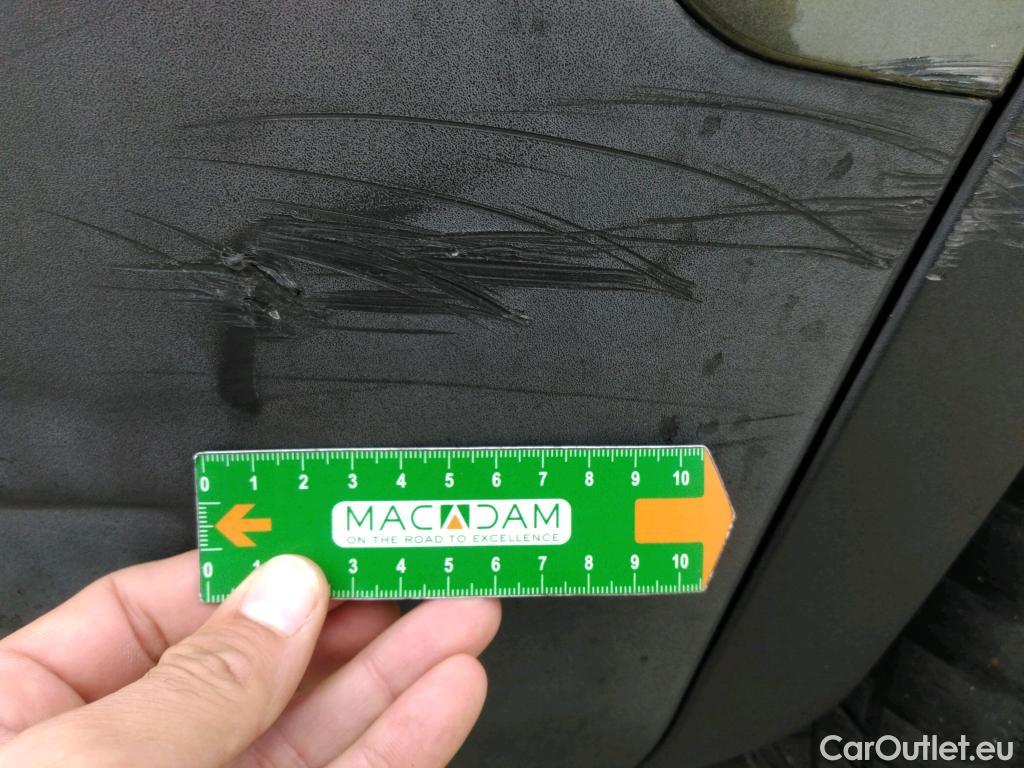 0 1 2 3 4 5 6 7 8 9 10
MACADAM
ON THE ROAD TO EXCELLENCE
0 1 3 4 5 6 7 8 9 10
CarOutlet.eu